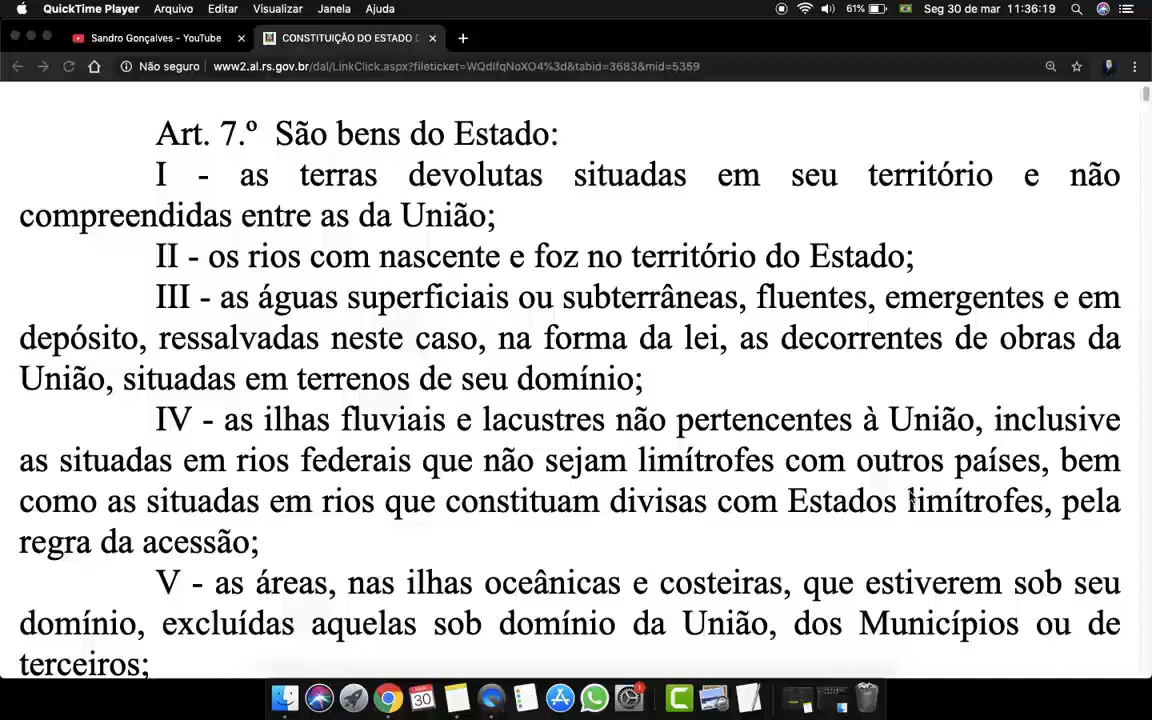 QuickTime Player Arquivo Editar Visualizar Janela Ajuda 61% Seg 30 de mar 11:36:19
Sandro Gonçalves - YouTube CONSTITUIÇÃO DO ESTADO
Não seguro www2.al.rs.gov.br/dal/LinkClick.aspx?fileticket=WQdIfqNoXO4%3d&tabid=3683&mid=5359
Art. 7.º São bens do Estado:
I - as terras devolutas situadas em seu território e não
compreendidas entre as da União;
II - os rios com nascente e foz no território do Estado;
III - as águas superficiais ou subterrâneas, fluentes, emergentes e em
depósito, ressalvadas neste caso, na forma da lei, as decorrentes de obras da
União, situadas em terrenos de seu domínio;
IV - as ilhas fluviais e lacustres não pertencentes à União, inclusive
as situadas em rios federais que não sejam limítrofes com outros países, bem
como as situadas em rios que constituam divisas com Estados limítrofes, pela
regra da acessão;
V - as áreas, nas ilhas oceânicas e costeiras, que estiverem sob seu
domínio, excluídas aquelas sob domínio da União, dos Municípios ou de
terceiros;
30
1